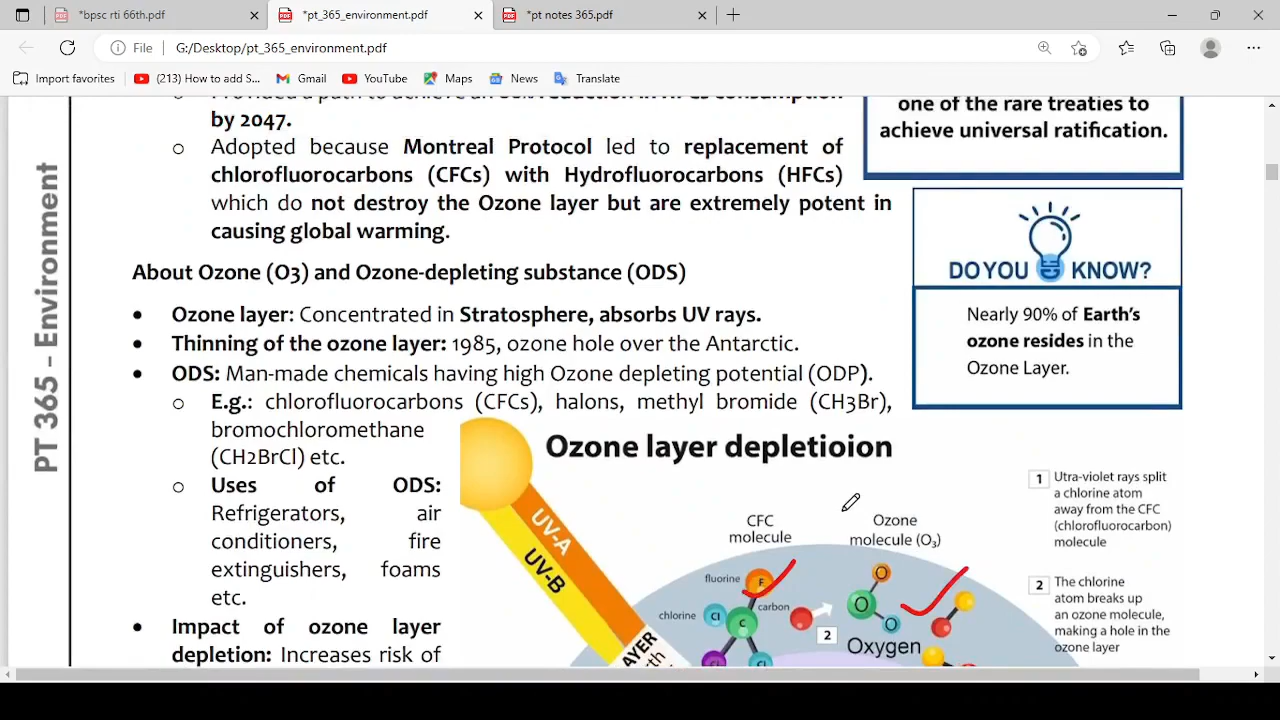 *bpsc rti 66th.pdf
*pt_365_environment.pdf
*pt notes 365.pdf
File
G:/Desktop/pt_365_environment.pdf
Import favorites
(213) How to add S...
Gmail
YouTube
Maps
News
Translate
PT 365 – Environment
by 2047.
Adopted because Montreal Protocol led to replacement of
chlorofluorocarbons (CFCs) with Hydrofluorocarbons (HFCs)
which do not destroy the Ozone layer but are extremely potent in
causing global warming.
one of the rare treaties to
achieve universal ratification.
DO YOU KNOW?
Nearly 90% of Earth's
ozone resides in the
Ozone Layer.
About Ozone (O3) and Ozone-depleting substance (ODS)
Ozone layer: Concentrated in Stratosphere, absorbs UV rays.
Thinning of the ozone layer: 1985, ozone hole over the Antarctic.
ODS: Man-made chemicals having high Ozone depleting potential (ODP).
E.g.: chlorofluorocarbons (CFCs), halons, methyl bromide (CH3Br),
bromochloromethane
(CH2BrCl) etc.
Uses of ODS:
Refrigerators, air
conditioners, fire
extinguishers, foams
etc.
Impact of ozone layer
depletion: Increases risk of
Ozone layer depletioion
UV-A
UV-B
CFC
molecule
Ozone
molecule (O3)
fluorine
F
chlorine
Cl
C
carbon
Cl
O
O
O
2
Oxygen
1
Utra-violet rays split
a chlorine atom
away from the CFC
(chlorofluorocarbon)
molecule
2
The chlorine
atom breaks up
an ozone molecule,
making a hole in the
ozone layer